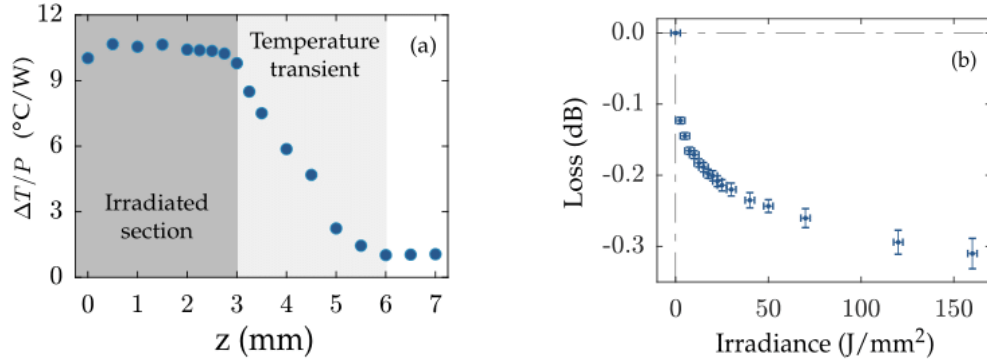 12
9
6
3
0
ΔT/P (°C/W)
Temperature
transient
(a)
Irradiated
section
0 1 2 3 4 5 6 7
z (mm)
0.0
-0.1
-0.2
-0.3
Loss (dB)
(b)
0 50 100 150
Irradiance (J/mm²)